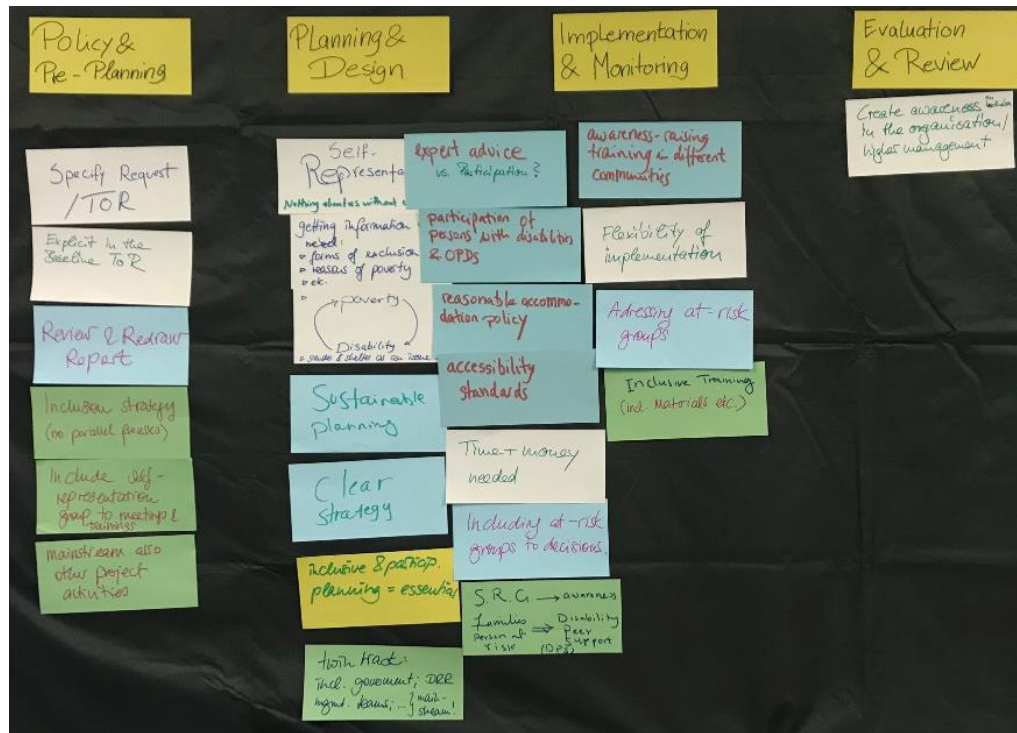 Policy &
Pre-Planning
Specify Request
/ TOR
Explicit in the
Baseline ToR
Review & Redraw
Report
Inclusion strategy
(no parallel
Include self-
representation
group to meetings &
trainings
mainstream also
other project
activities
Planning &
Design
Self-
Representa
Nothing about us without
getting information
need:
forms of exclusion
reasons of poverty
etc.
poverty
Disability
Sustainable
planning
Clear
strategy
inclusive & particip.
planning = essential
twin track:
incl. government; DRR
mgmt. teams; ... } main-
stream!
expert advice
vs. Participation?
participation of
persons with disabilities
& OPDs
reasonable accommo-
dation policy
accessibility
standards
Time + money
needed
Including at-risk
groups to decisions.
S.R.G → awareness
Families ⇒ Disability
Person at Peer
risk Support
(DPS)
Implementation
& Monitoring
awareness-raising
training in different
communities
Flexibility of
implementation
Adressing at-risk
groups
Inclusive Training
(incl. Materials etc.)
Evaluation
& Review
Create awareness
in the organisation/
higher management